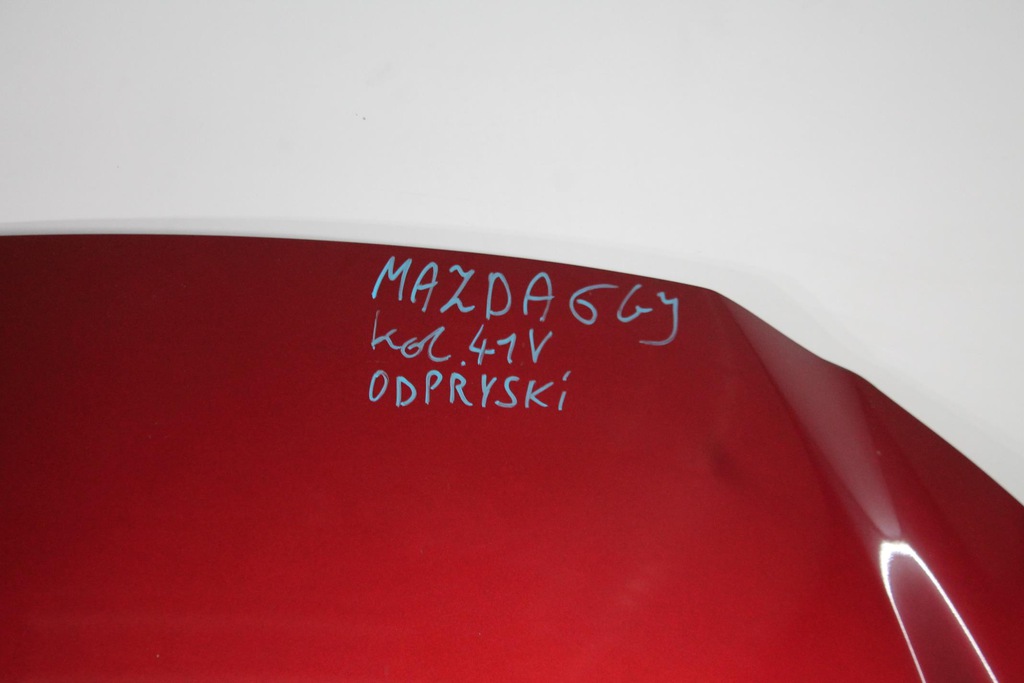 MAZDA 6 GJ
kol. 41V
ODPRYSKi